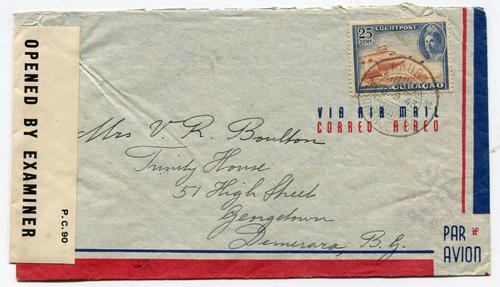 OPENED BY EXAMINER
P.C. 90
25 CENT
LUCHTPOST
CURAÇAO
VIA AIR MAIL
CORREO AEREO
Mrs V. R. Boulton
Trinity House
51 High Street
Georgetown
Demerara, B.G.
PAR
AVION